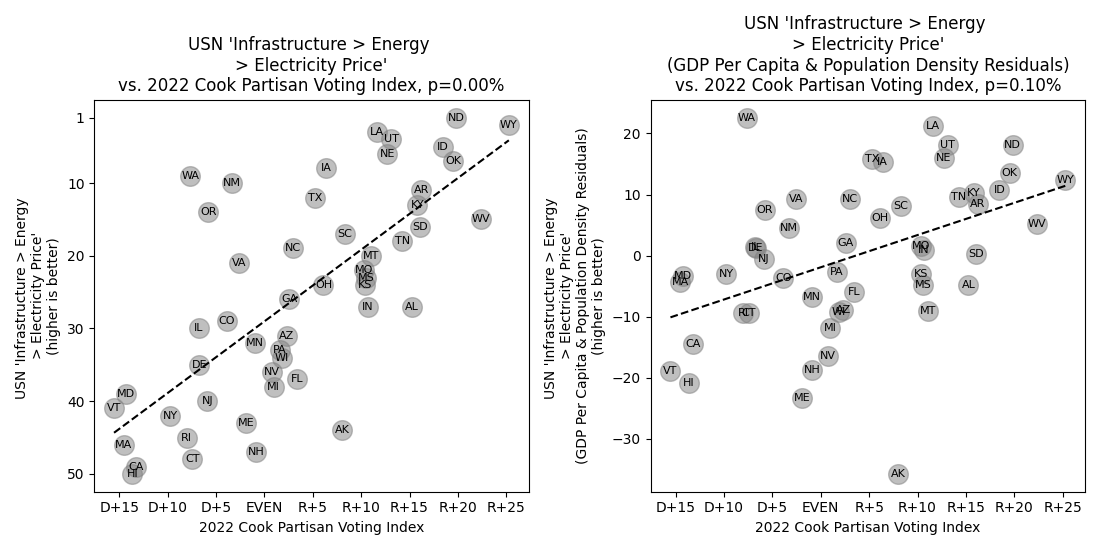 USN 'Infrastructure > Energy
> Electricity Price'
vs. 2022 Cook Partisan Voting Index, p=0.00%
USN 'Infrastructure > Energy
> Electricity Price'
(higher is better)
1
10
20
30
40
50
ND
WY
LA
UT
NE
ID
OK
IA
WA
NM
AR
TX
KY
OR
WV
SD
SC
TN
NC
MT
VA
MO
MS
KS
OH
GA
IN
AL
CO
IL
AZ
MN
PA
WI
DE
NV
FL
MI
MD
NJ
VT
NY
ME
AK
RI
MA
NH
CT
CA
HI
D+15 D+10 D+5 EVEN R+5 R+10 R+15 R+20 R+25
2022 Cook Partisan Voting Index
USN 'Infrastructure > Energy
> Electricity Price'
(GDP Per Capita & Population Density Residuals)
vs. 2022 Cook Partisan Voting Index, p=0.10%
USN 'Infrastructure > Energy
> Electricity Price'
(GDP Per Capita & Population Density Residuals)
(higher is better)
20
10
0
−10
−20
−30
WA
LA
UT
ND
NE
TX
IA
OK
WY
ID
KY
TN
AR
NC
VA
SC
OR
OH
WV
NM
GA
MO
IN
IL
DE
SD
NJ
PA
NY
KS
MD
CO
MA
MS
AL
FL
MN
AZ
WI
MT
RI
CT
MI
CA
NV
NH
VT
HI
ME
AK
D+15 D+10 D+5 EVEN R+5 R+10 R+15 R+20 R+25
2022 Cook Partisan Voting Index